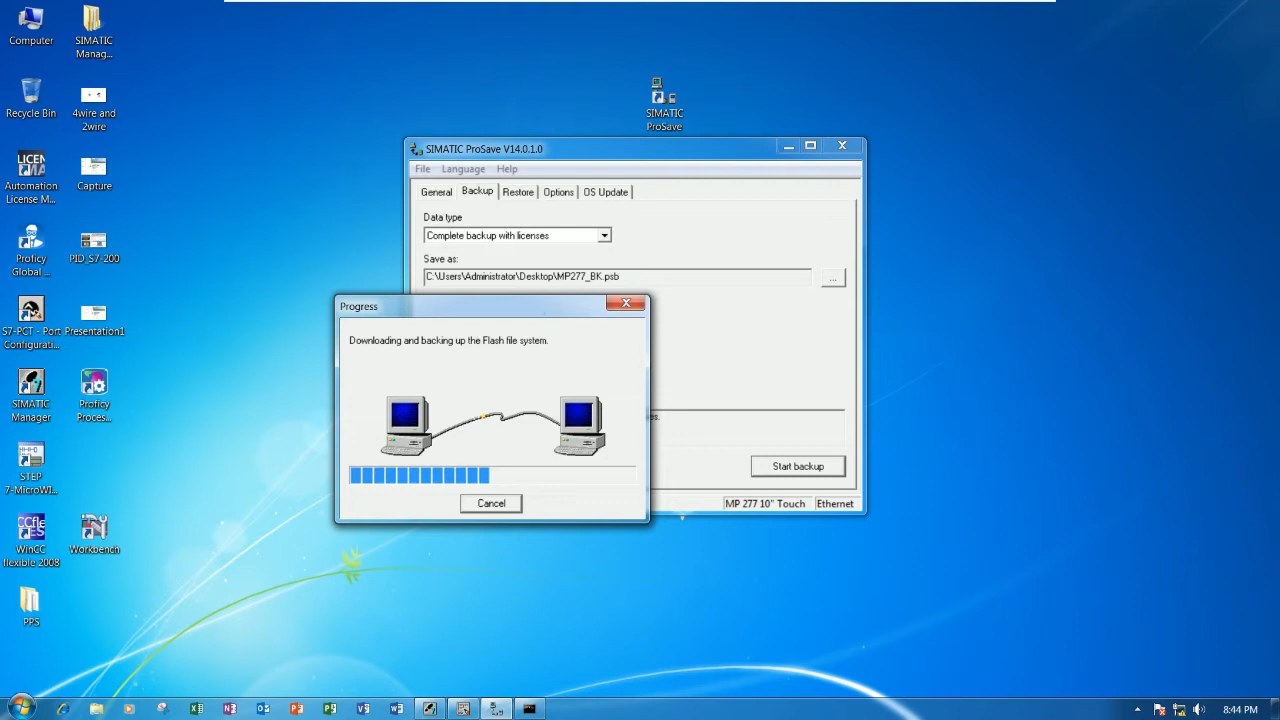 Computer
SIMATIC
Manag...
Recycle Bin
4wire and
2wire
LICEN
Automation
License M...
Capture
Proficy
Global ...
PID_S7-200
S7-PCT - Port
Configurati...
Presentation1
SIMATIC
Manager
Proficy
Proces...
STEP
7-MicroWI...
WinCC
flexible 2008
Workbench
PPS
SIMATIC
ProSave
SIMATIC ProSave V14.0.1.0
File Language Help
General Backup Restore Options OS Update
Data type
Complete backup with licenses
Save as:
C:\Users\Administrator\Desktop\MP277_BK.psb
...
Progress
Downloading and backing up the Flash file system.
Cancel
es.
Start backup
MP 277 10" Touch Ethernet
8:44 PM